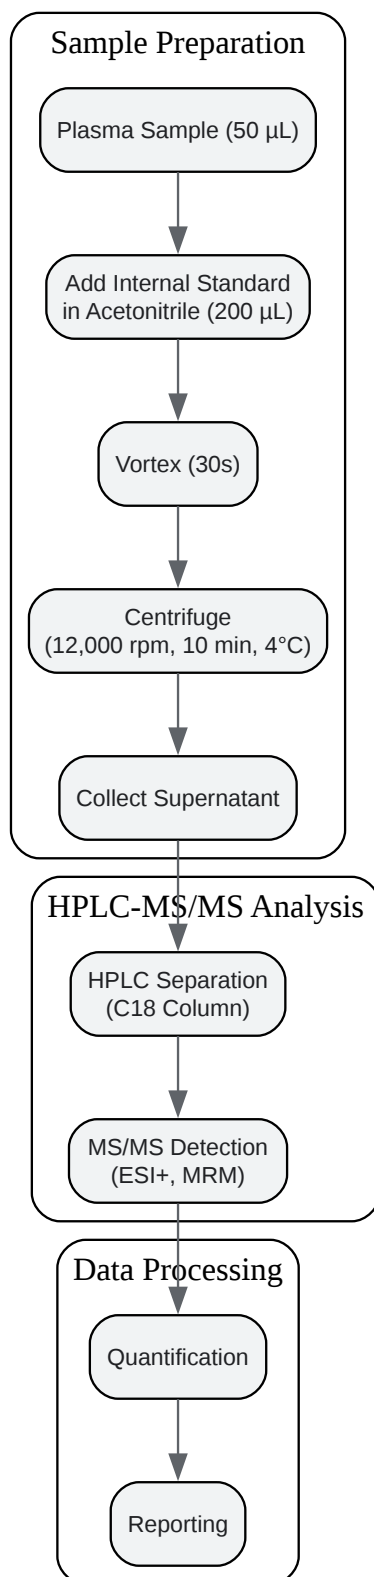 Sample Preparation
Plasma Sample (50 µL)
Add Internal Standard
in Acetonitrile (200 µL)
Vortex (30s)
Centrifuge
(12,000 rpm, 10 min, 4°C)
Collect Supernatant
HPLC-MS/MS Analysis
HPLC Separation
(C18 Column)
MS/MS Detection
(ESI+, MRM)
Data Processing
Quantification
Reporting